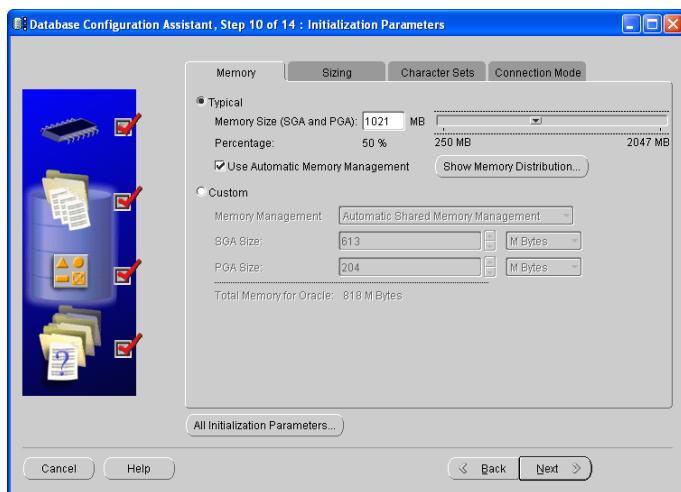 Database Configuration Assistant, Step 10 of 14 : Initialization Parameters
Memory Sizing Character Sets Connection Mode
Typical
Memory Size (SGA and PGA): 1021 MB
Percentage: 50 % 250 MB 2047 MB
Use Automatic Memory Management Show Memory Distribution...
Custom
Memory Management Automatic Shared Memory Management
SGA Size: 613 M Bytes
PGA Size: 204 M Bytes
Total Memory for Oracle: 818 M Bytes
?
All Initialization Parameters...
Cancel Help Back Next